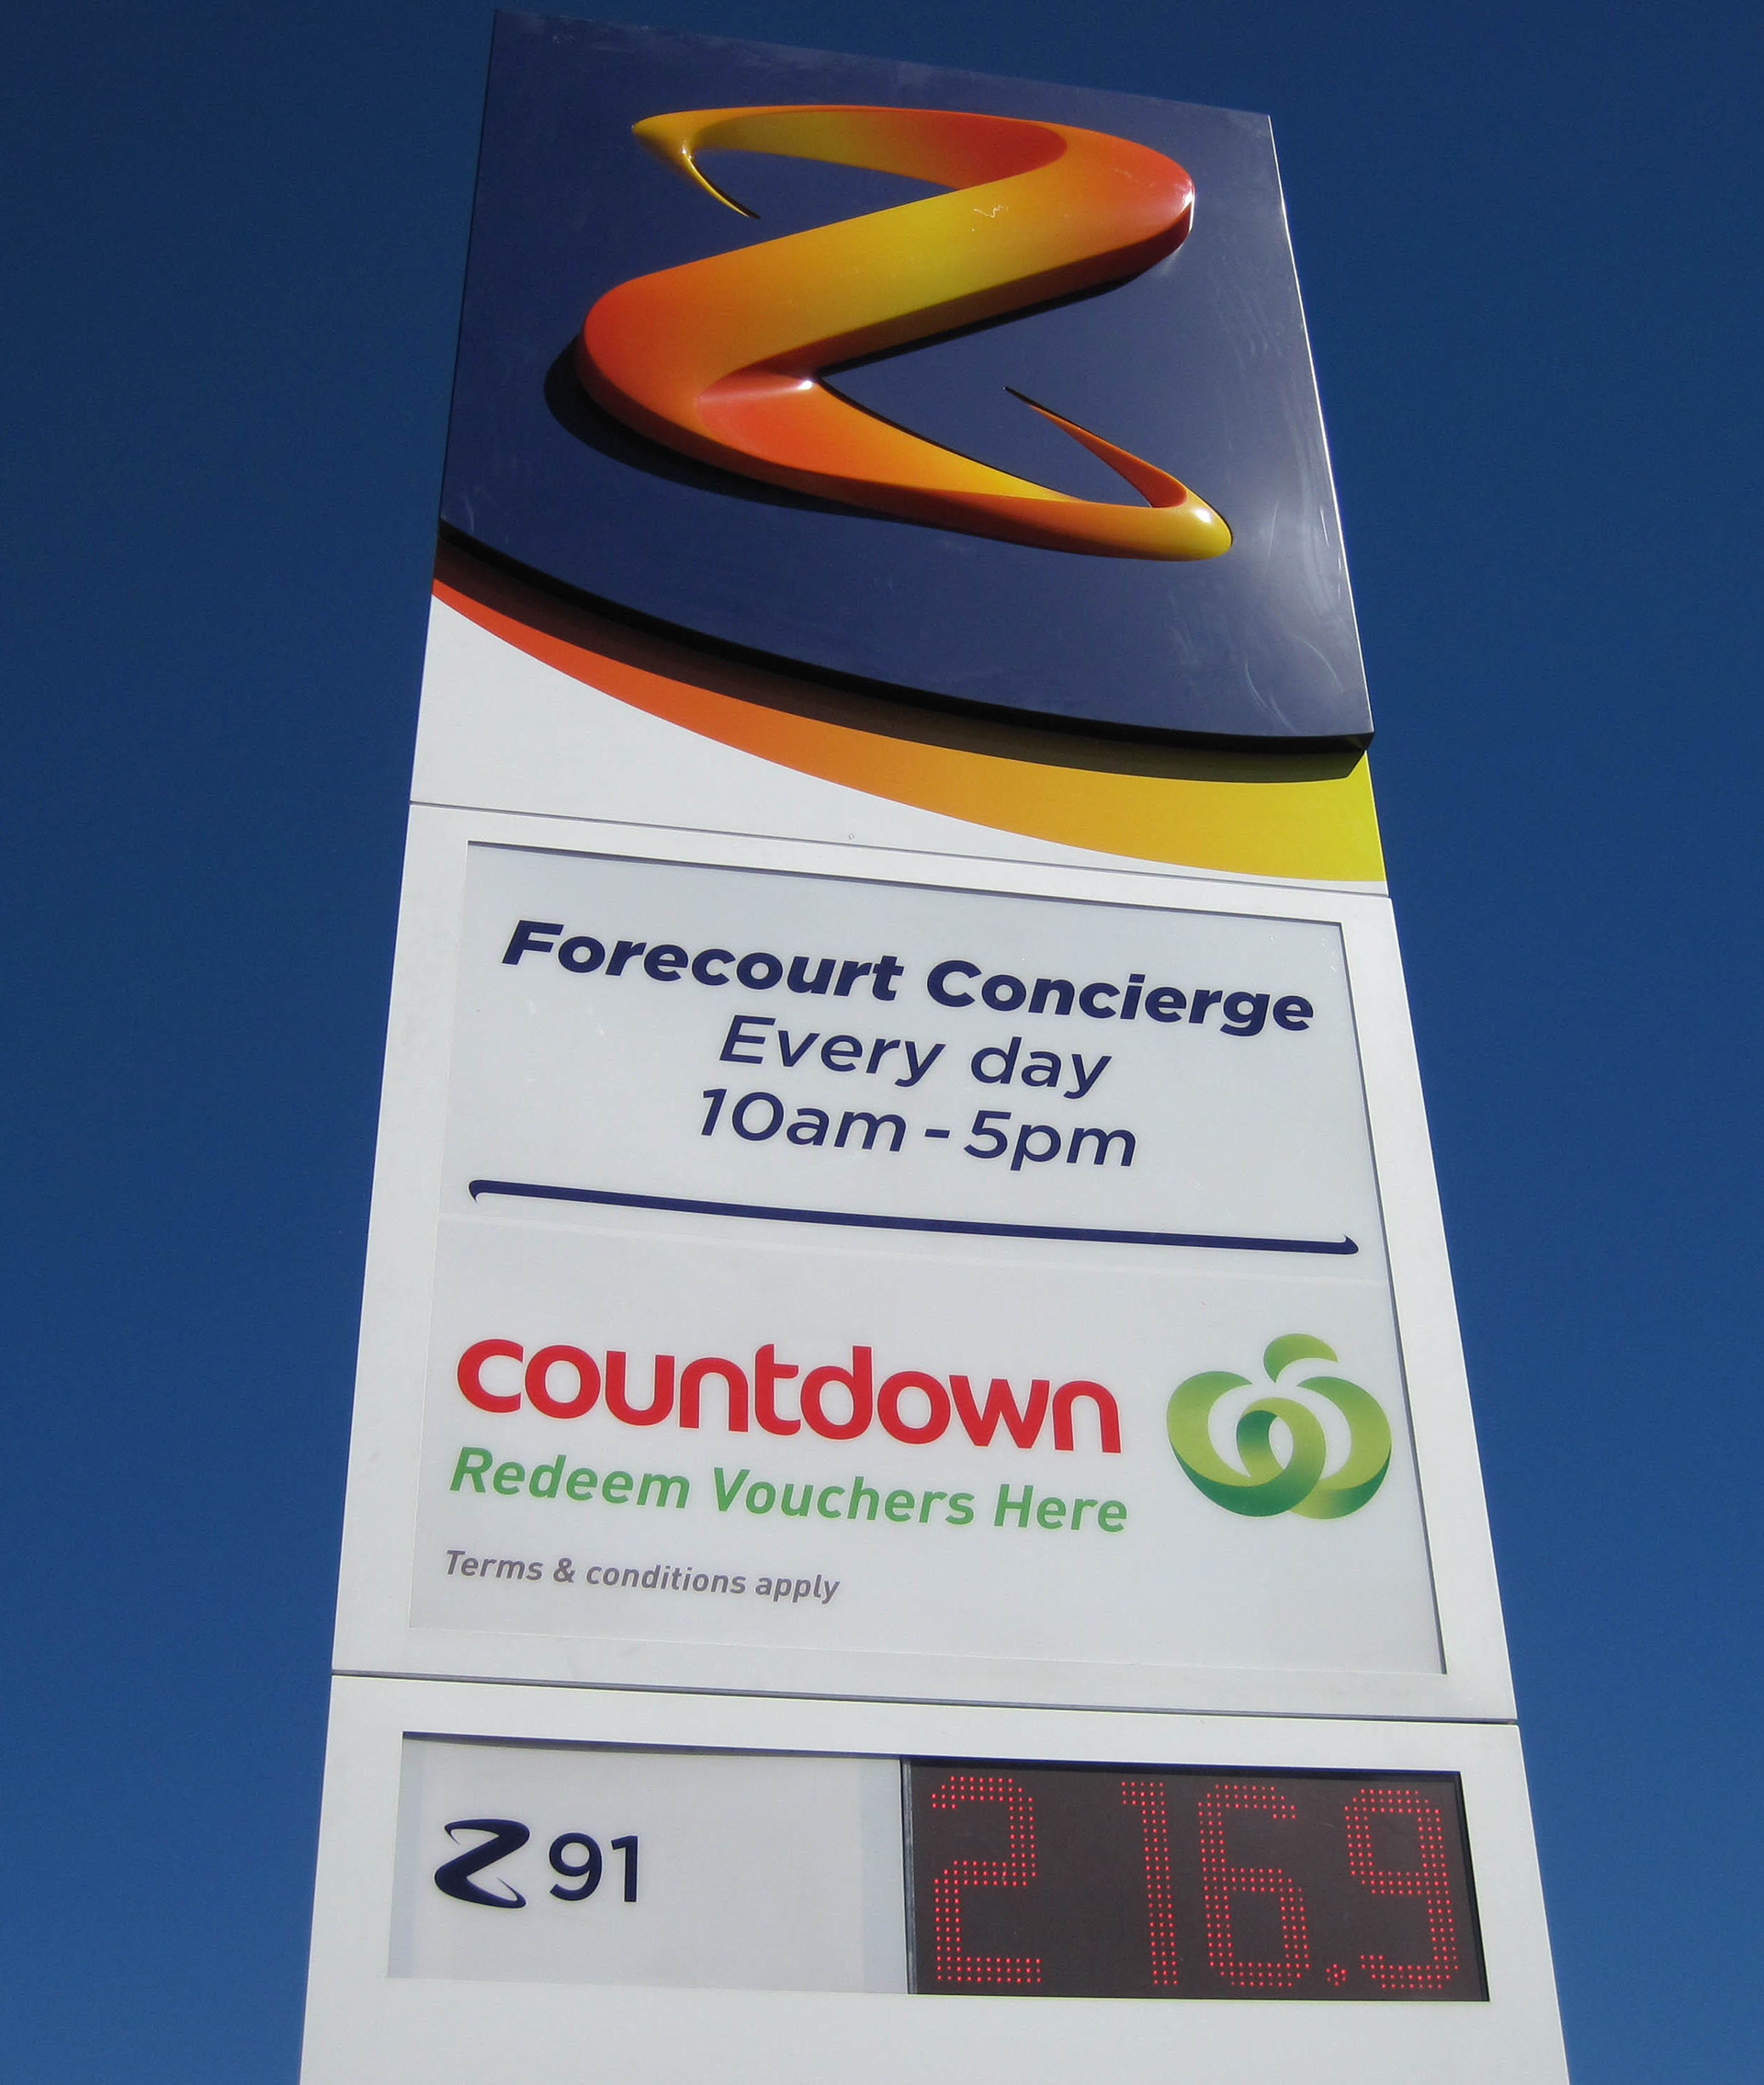 Z
Forecourt Concierge
Every day
10am - 5pm
countdown
Redeem Vouchers Here
Terms & conditions apply
Z 91
216.9